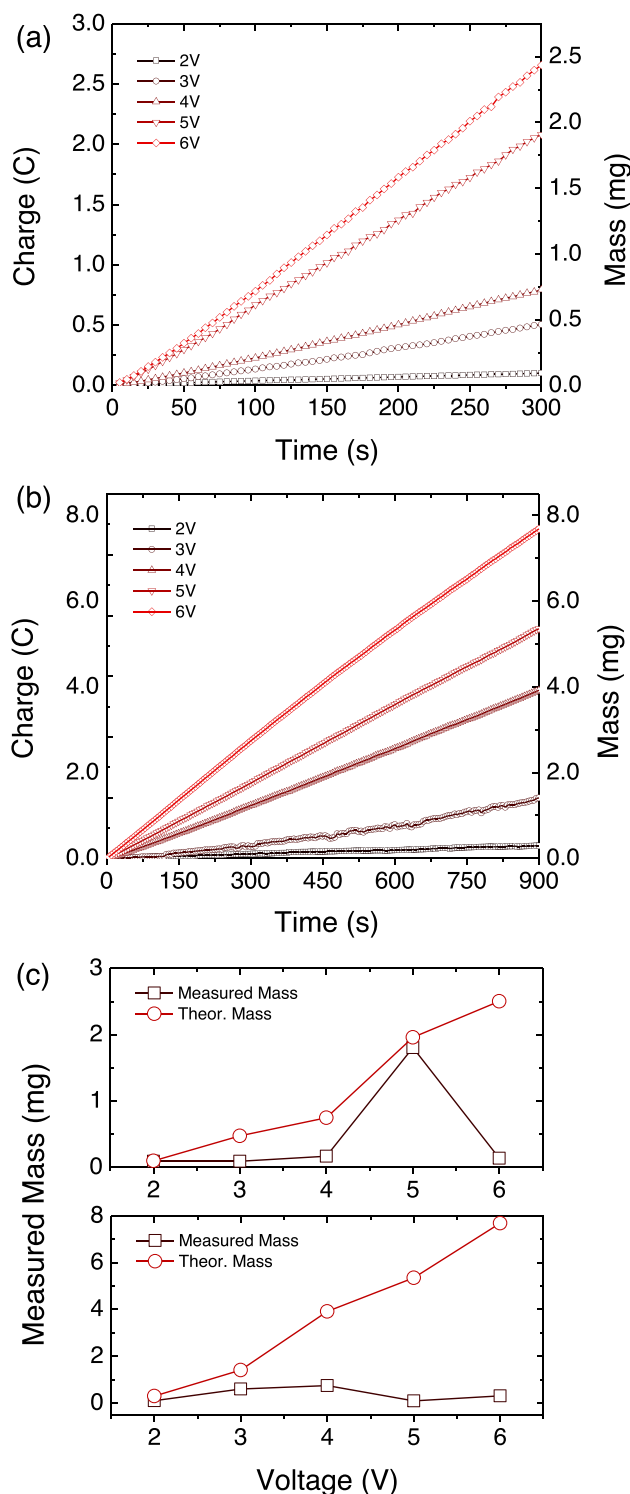 (a)
3.0
2.5
2.0
1.5
1.0
0.5
0.0
Charge (C)
2V
3V
4V
5V
6V
2.5
2.0
1.5
1.0
0.5
0.0
Mass (mg)
0 50 100 150 200 250 300
Time (s)
(b)
8.0
6.0
4.0
2.0
0.0
Charge (C)
2V
3V
4V
5V
6V
8.0
6.0
4.0
2.0
0.0
Mass (mg)
0 150 300 450 600 750 900
Time (s)
(c)
Measured Mass (mg)
3
2
1
0
Measured Mass
Theor. Mass
2 3 4 5 6
8
6
4
2
0
Measured Mass
Theor. Mass
2 3 4 5 6
Voltage (V)